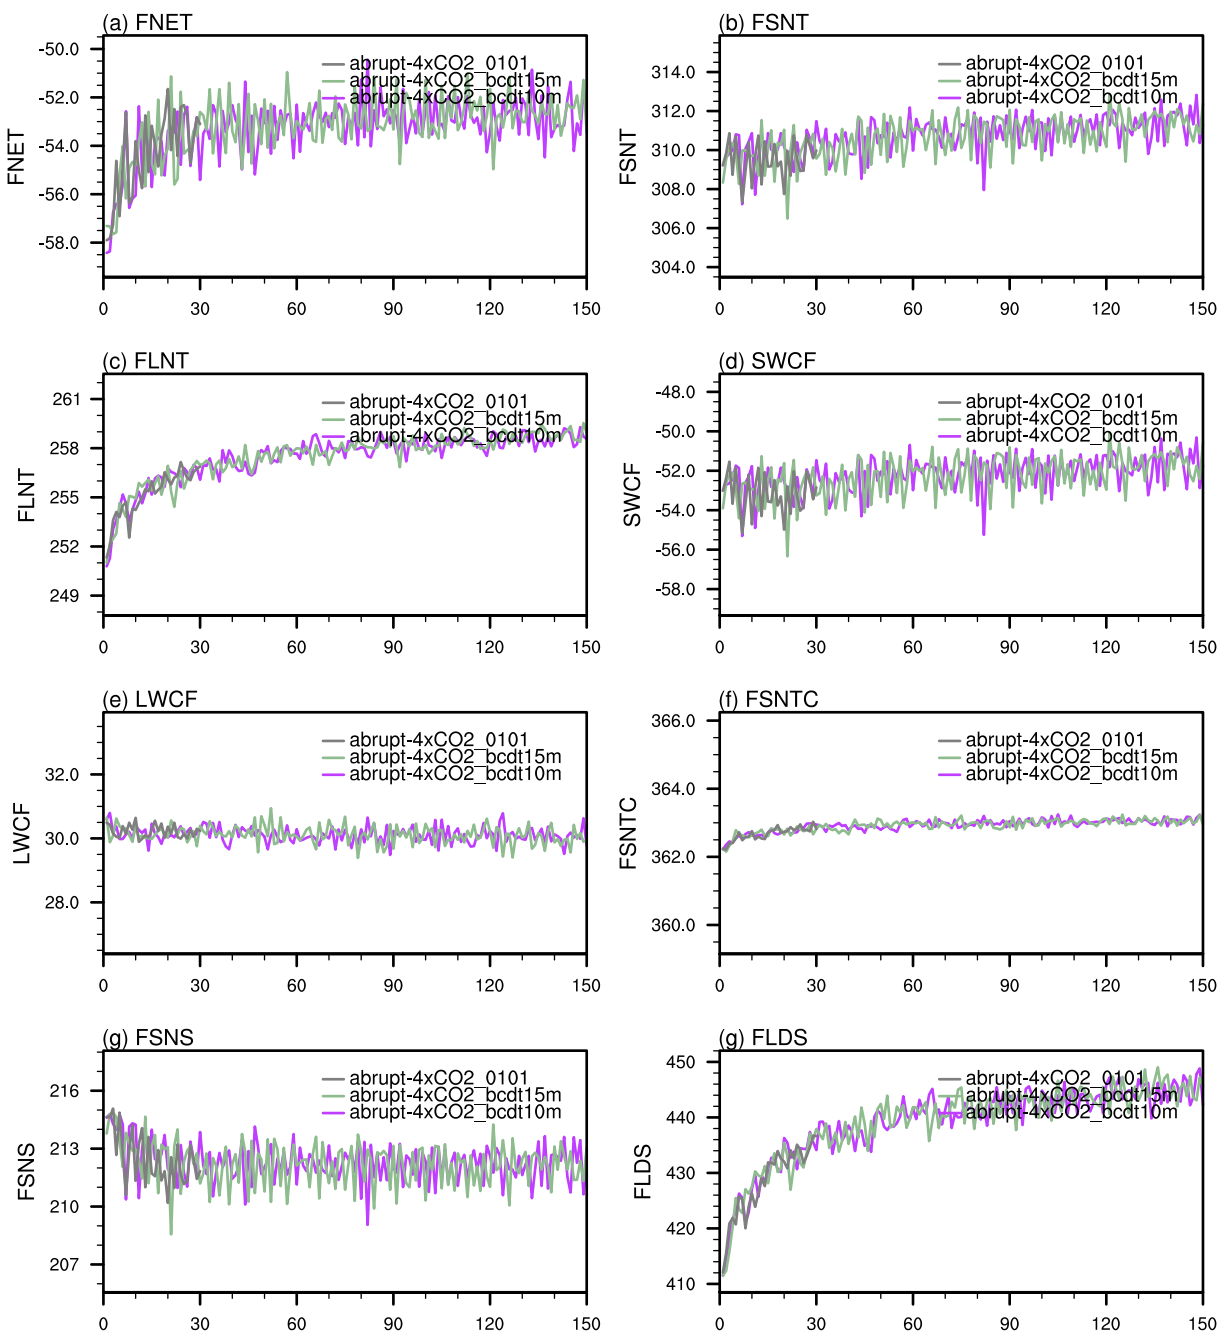 (a) FNET
FNET
-50.0
-52.0
-54.0
-56.0
-58.0
0 30 60 90 120 150
abrupt-4xCO2_0101
abrupt-4xCO2_bcdt15m
abrupt-4xCO2_bcdt10m
(b) FSNT
FSNT
314.0
312.0
310.0
308.0
306.0
304.0
0 30 60 90 120 150
abrupt-4xCO2_0101
abrupt-4xCO2_bcdt15m
abrupt-4xCO2_bcdt10m
(c) FLNT
FLNT
261
258
255
252
249
0 30 60 90 120 150
abrupt-4xCO2_0101
abrupt-4xCO2_bcdt15m
abrupt-4xCO2_bcdt10m
(d) SWCF
SWCF
-48.0
-50.0
-52.0
-54.0
-56.0
-58.0
0 30 60 90 120 150
abrupt-4xCO2_0101
abrupt-4xCO2_bcdt15m
abrupt-4xCO2_bcdt10m
(e) LWCF
LWCF
32.0
30.0
28.0
0 30 60 90 120 150
abrupt-4xCO2_0101
abrupt-4xCO2_bcdt15m
abrupt-4xCO2_bcdt10m
(f) FSNTC
FSNTC
366.0
364.0
362.0
360.0
0 30 60 90 120 150
abrupt-4xCO2_0101
abrupt-4xCO2_bcdt15m
abrupt-4xCO2_bcdt10m
(g) FSNS
FSNS
216
213
210
207
0 30 60 90 120 150
abrupt-4xCO2_0101
abrupt-4xCO2_bcdt15m
abrupt-4xCO2_bcdt10m
(g) FLDS
FLDS
450
440
430
420
410
0 30 60 90 120 150
abrupt-4xCO2_0101
abrupt-4xCO2_bcdt15m
abrupt-4xCO2_bcdt10m